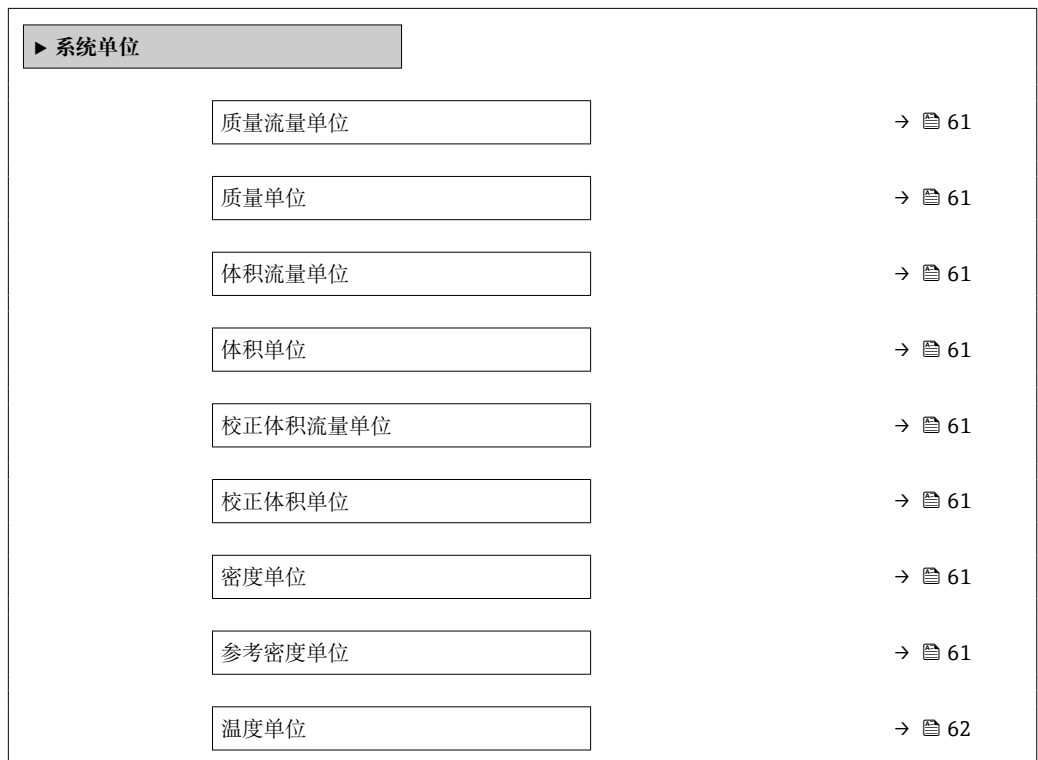 ▶ 系统单位
质量流量单位 → 🖺 61
质量单位 → 🖺 61
体积流量单位 → 🖺 61
体积单位 → 🖺 61
校正体积流量单位 → 🖺 61
校正体积单位 → 🖺 61
密度单位 → 🖺 61
参考密度单位 → 🖺 61
温度单位 → 🖺 62